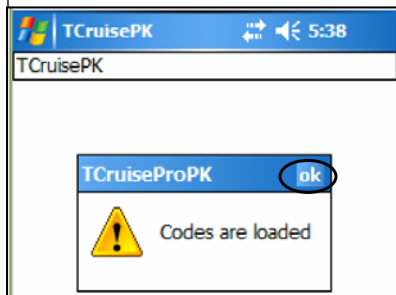 TCruisePK 5:38
TCruisePK
TCruiseProPK ok
Codes are loaded